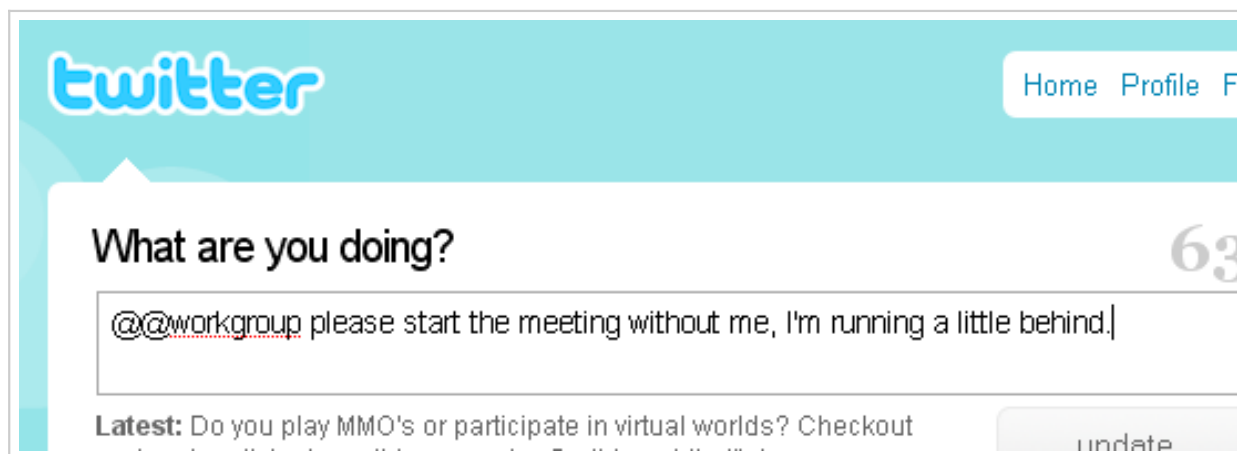 twitter
Home Profile F
What are you doing?
63
@@workgroup please start the meeting without me, I'm running a little behind.
Latest: Do you play MMO's or participate in virtual worlds? Checkout
update